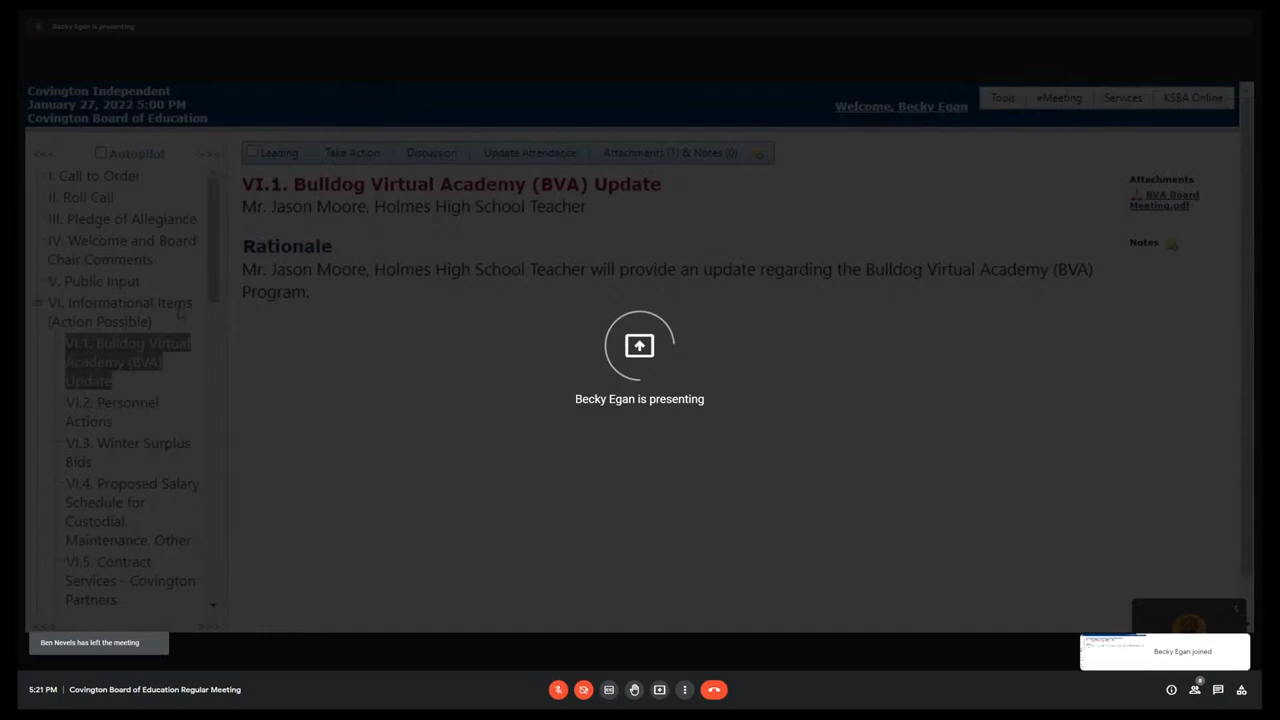 Becky Egan is presenting
Covington Independent
January 27, 2022 5:00 PM
Covington Board of Education
Welcome, Becky Egan
Tools eMeeting Services KSBA Online
<<< Autopilot >>>
Leading Take Action Discussion Update Attendance Attachments (1) & Notes (0)
I. Call to Order
II. Roll Call
III. Pledge of Allegiance
IV. Welcome and Board
Chair Comments
V. Public Input
VI. Informational Items
(Action Possible)
VI.1. Bulldog Virtual
Academy (BVA)
Update
VI.2. Personnel
Actions
VI.3. Winter Surplus
Bids
VI.4. Proposed Salary
Schedule for
Custodial,
Maintenance, Other
VI.5. Contract
Services - Covington
Partners
<<< >>>
VI.1. Bulldog Virtual Academy (BVA) Update
Mr. Jason Moore, Holmes High School Teacher
Rationale
Mr. Jason Moore, Holmes High School Teacher will provide an update regarding the Bulldog Virtual Academy (BVA)
Program.
Attachments
BVA Board
Meeting.pdf
Notes
Becky Egan is presenting
Ben Nevels has left the meeting
Becky Egan joined
5:21 PM | Covington Board of Education Regular Meeting
8